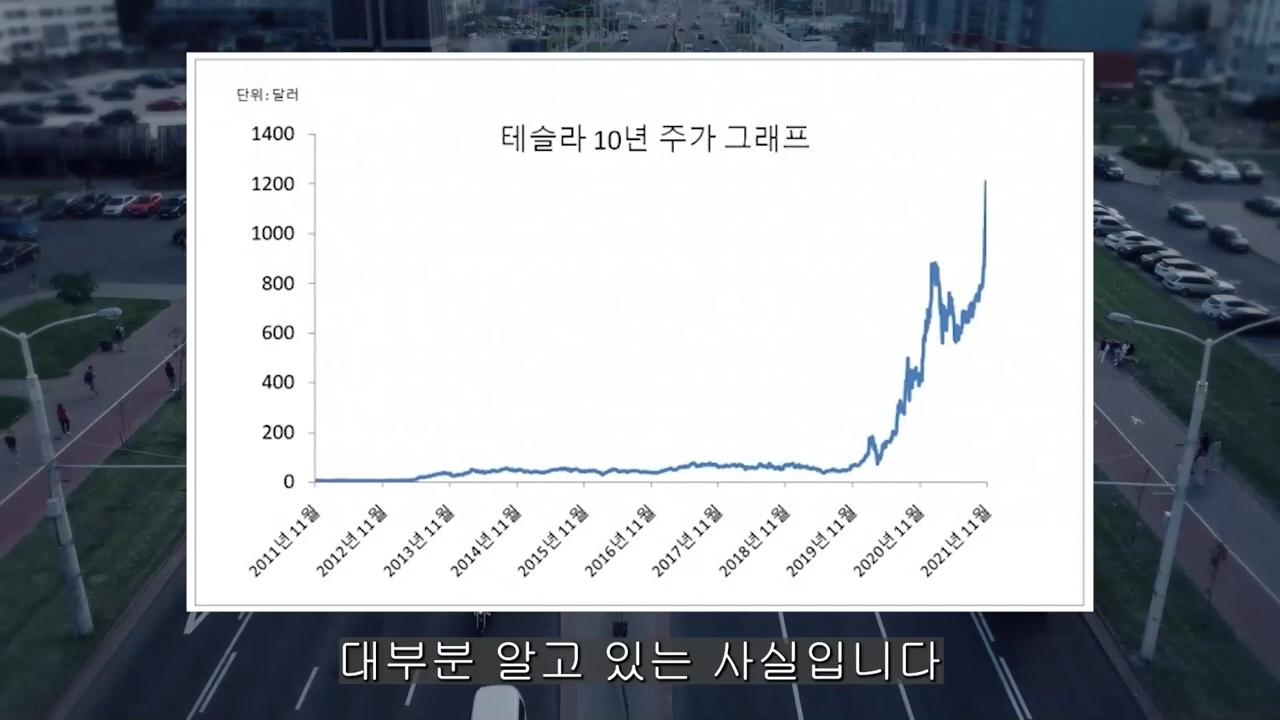 단위:달러
테슬라 10년 주가 그래프
1400
1200
1000
800
600
400
200
0
2011년 11월
2012년 11월
2013년 11월
2014년 11월
2015년 11월
2016년 11월
2017년 11월
2018년 11월
2019년 11월
2020년 11월
2021년 11월
대부분 알고 있는 사실입니다